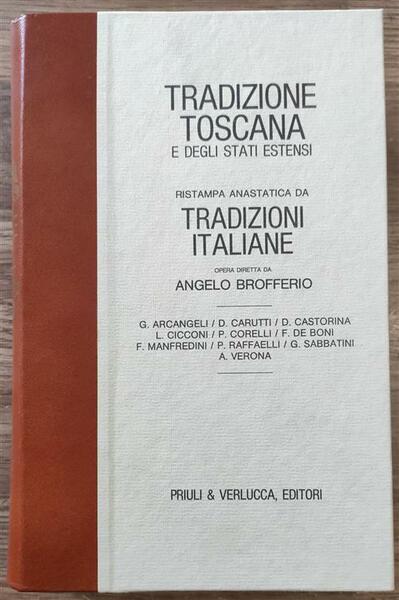 TRADIZIONE
TOSCANA
E DEGLI STATI ESTENSI
RISTAMPA ANASTATICA DA
TRADIZIONI
ITALIANE
OPERA DIRETTA DA
ANGELO BROFFERIO
G. ARCANGELI / D. CARUTTI / D. CASTORINA
L. CICCONI / P. CORELLI / F. DE BONI
F. MANFREDINI / P. RAFFAELLI / G. SABBATINI
A. VERONA
PRIULI & VERLUCCA, EDITORI